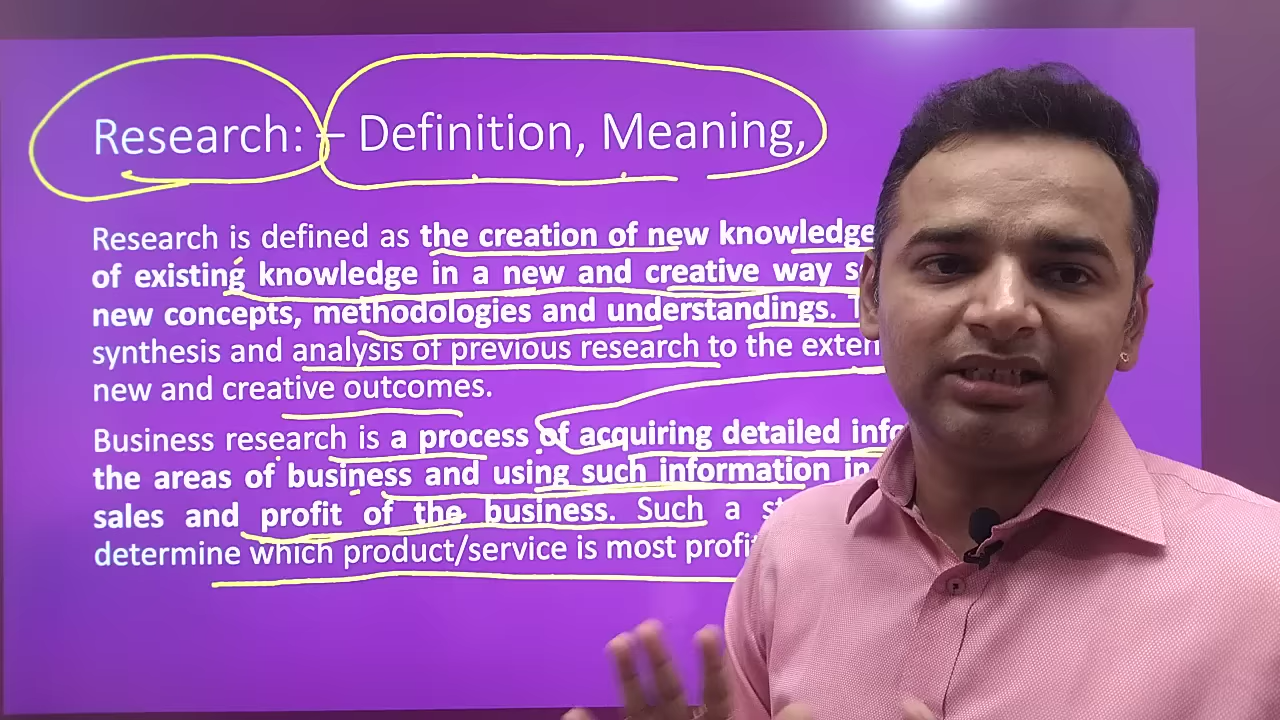 Research: – Definition, Meaning,
Research is defined as the creation of new knowledge
of existing knowledge in a new and creative way
new concepts, methodologies and understandings.
synthesis and analysis of previous research to the
new and creative outcomes.
Business research is a process of acquiring detailed
the areas of business and using such information in
sales and profit of the business. Such a
determine which product/service is most